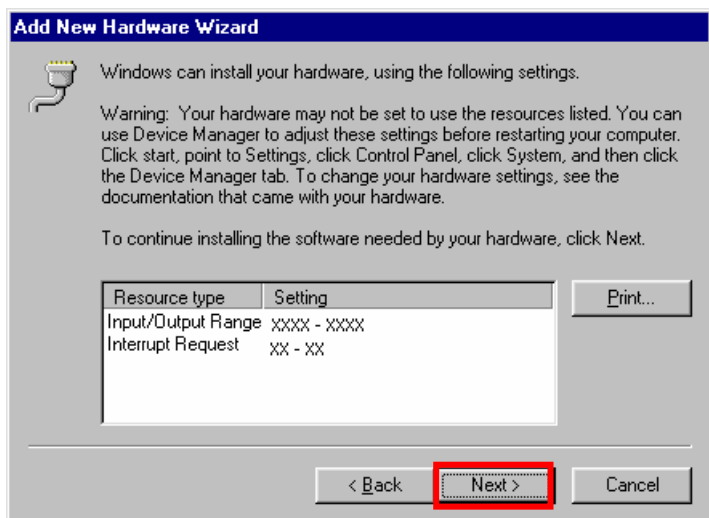 Add New Hardware Wizard
Windows can install your hardware, using the following settings.
Warning: Your hardware may not be set to use the resources listed. You can
use Device Manager to adjust these settings before restarting your computer.
Click start, point to Settings, click Control Panel, click System, and then click
the Device Manager tab. To change your hardware settings, see the
documentation that came with your hardware.
To continue installing the software needed by your hardware, click Next.
Resource type Setting
Input/Output Range xxxx - xxxx
Interrupt Request xx - xx
Print...
< Back Next > Cancel